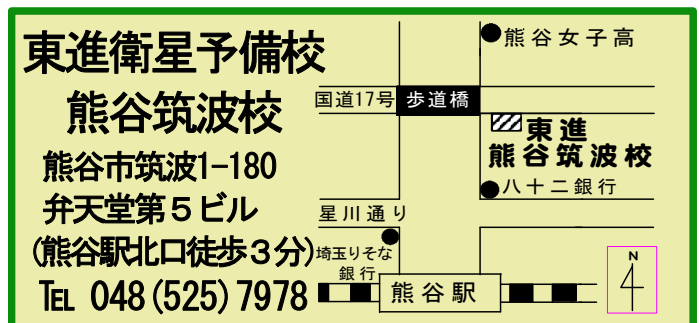 東進衛星予備校
熊谷筑波校
熊谷市筑波1-180
弁天堂第５ビル
(熊谷駅北口徒歩３分)
TEL 048(525)7978
熊谷女子高
国道17号
歩道橋
東進
熊谷筑波校
八十二銀行
星川通り
埼玉りそな
銀行
熊谷駅
N